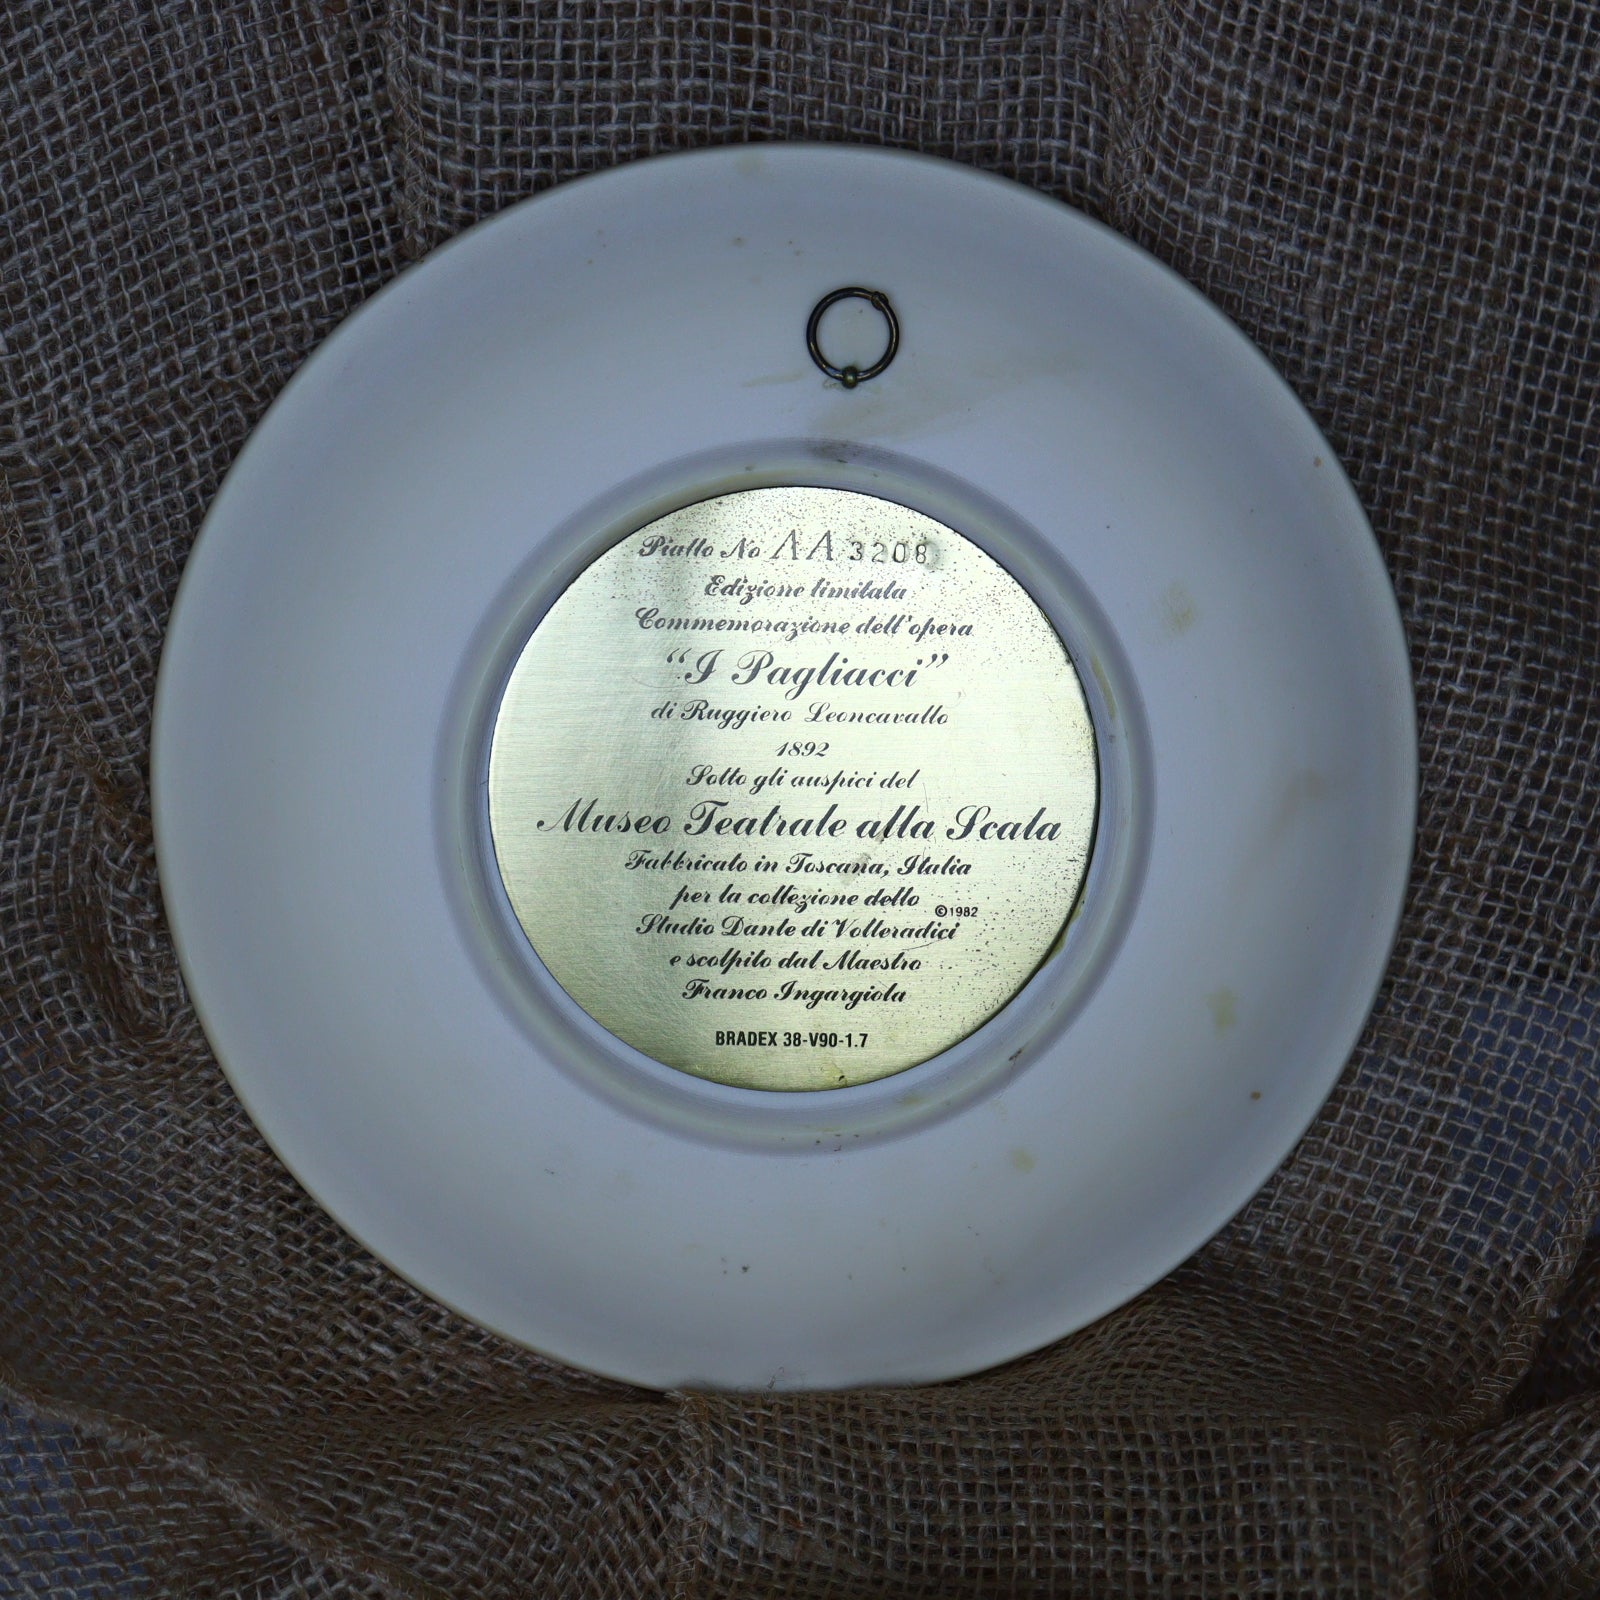 Piatto No AA 3208
Edizione limitata
Commemorazione dell'opera
"I Pagliacci"
di Ruggiero Leoncavallo
1892
Sotto gli auspici del
Museo Teatrale alla Scala
Fabbricato in Toscana, Italia
per la collezione dello
©1982
Studio Dante di Volteradici
e scolpito dal Maestro
Franco Ingargiola
BRADEX 38-V90-1.7